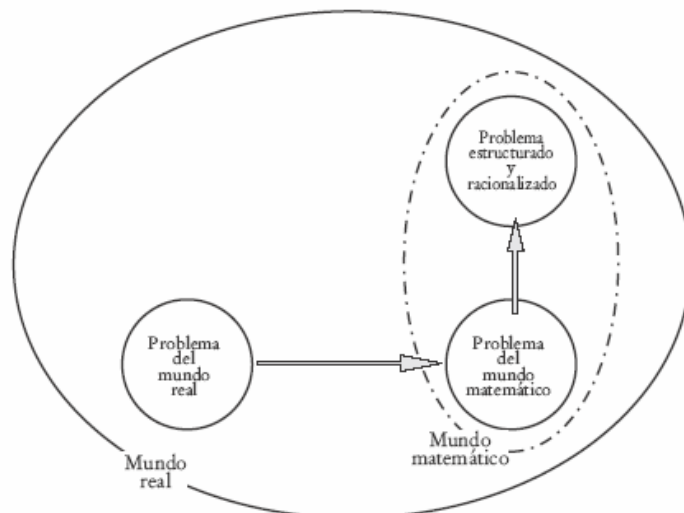 Problema
estructurado
y
racionalizado
Problema
del
mundo
real
Problema
del
mundo
matemático
Mundo
matemático
Mundo
real